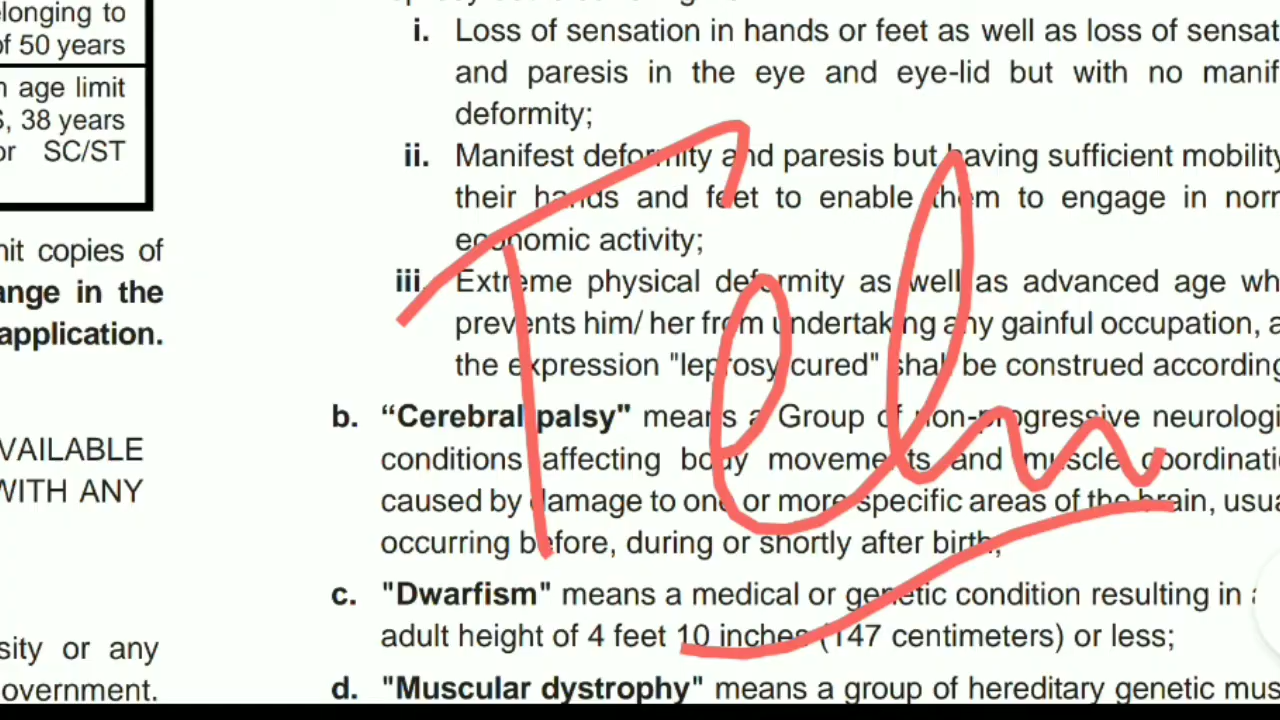 elonging to
of 50 years
age limit
S, 38 years
or SC/ST
nit copies of
ange in the
application.
VAILABLE
WITH ANY
sity or any
overnment.
i. Loss of sensation in hands or feet as well as loss of sensat
and paresis in the eye and eye-lid but with no manif
deformity;
ii. Manifest deformity and paresis but having sufficient mobility
their hands and feet to enable them to engage in norm
economic activity;
iii. Extreme physical deformity as well as advanced age wh
prevents him/ her from undertaking any gainful occupation, a
the expression "leprosy cured" shall be construed according
b. “Cerebral palsy" means a Group of non-progressive neurologi
conditions affecting body movements and muscle coordinati
caused by damage to one or more specific areas of the brain, usua
occurring before, during or shortly after birth;
c. "Dwarfism" means a medical or genetic condition resulting in
adult height of 4 feet 10 inches (147 centimeters) or less;
d. "Muscular dystrophy" means a group of hereditary genetic mus